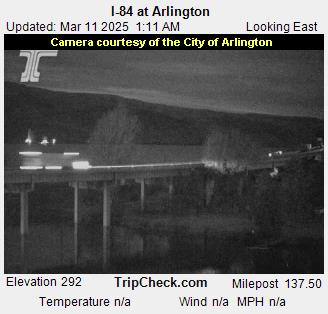 I-84 at Arlington
Updated: Mar 11 2025 1:11 AM Looking East
Camera courtesy of the City of Arlington
Elevation 292 TripCheck.com Milepost 137.50
Temperature n/a Wind n/a MPH n/a